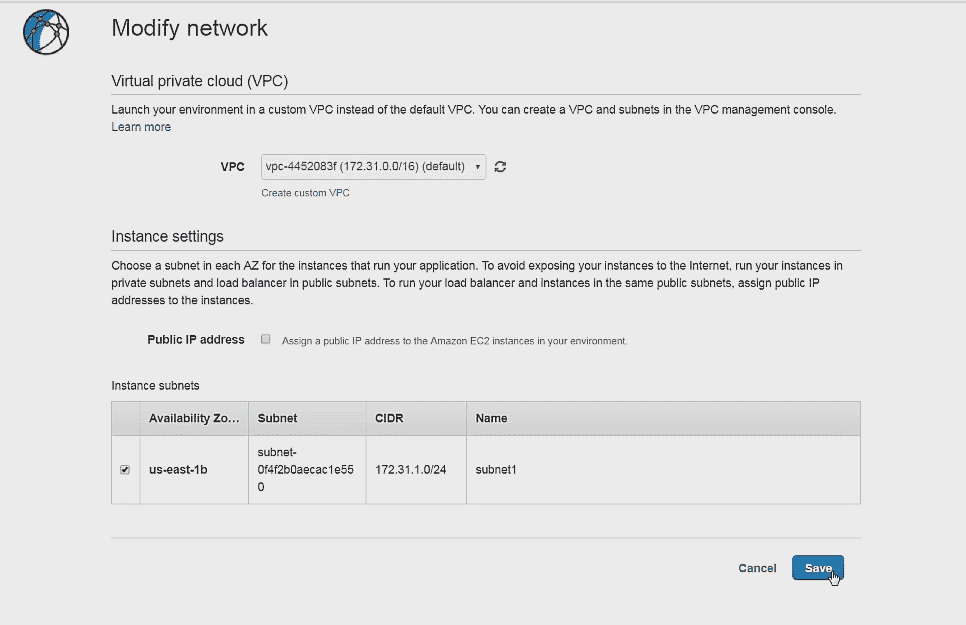 Modify network
Virtual private cloud (VPC)
Launch your environment in a custom VPC instead of the default VPC. You can create a VPC and subnets in the VPC management console.
Learn more
VPC vpc-4452083f (172.31.0.0/16) (default)
Create custom VPC
Instance settings
Choose a subnet in each AZ for the instances that run your application. To avoid exposing your instances to the Internet, run your instances in
private subnets and load balancer in public subnets. To run your load balancer and instances in the same public subnets, assign public IP
addresses to the instances.
Public IP address Assign a public IP address to the Amazon EC2 instances in your environment.
Instance subnets
Availability Zo... Subnet CIDR Name
subnet-
us-east-1b 0f4f2b0aecac1e55 172.31.1.0/24 subnet1
0
Cancel Save